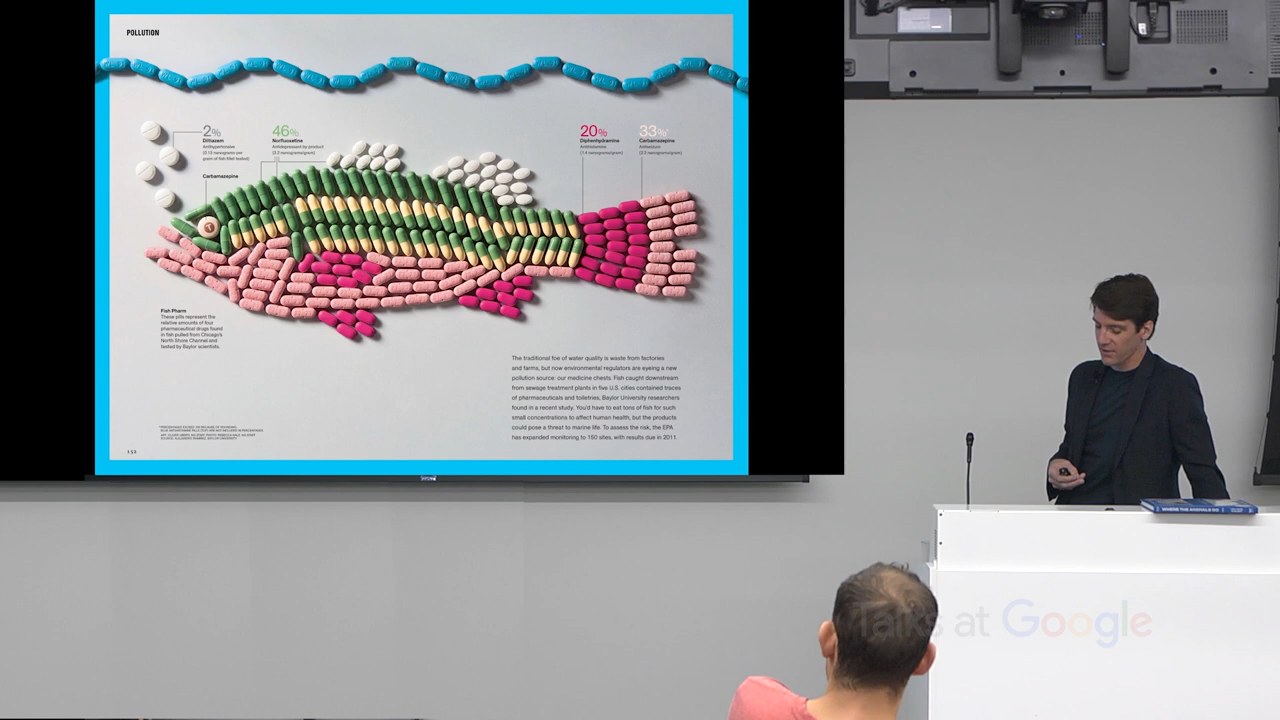 POLLUTION
2%
Diltiazem
Antihypertensive
(0.13 nanograms per
gram of fish fillet tested)
46%
Norfluoxetine
Antidepressant by-product
(3.2 nanograms/gram)
20%
Diphenhydramine
Antihistamine
(1.4 nanograms/gram)
33%*
Carbamazepine
Antiseizure
(2.3 nanograms/gram)
Carbamazepine
Fish Pharm
These pills represent the
relative amounts of four
pharmaceutical drugs found
in fish pulled from Chicago's
North Shore Channel and
tested by Baylor scientists.
The traditional foe of water quality is waste from factories
and farms, but now environmental regulators are eyeing a new
pollution source: our medicine chests. Fish caught downstream
from sewage treatment plants in five U.S. cities contained traces
of pharmaceuticals and toiletries, Baylor University researchers
found in a recent study. You'd have to eat tons of fish for such
small concentrations to affect human health, but the products
could pose a threat to marine life. To assess the risk, the EPA
has expanded monitoring to 150 sites, with results due in 2011.
152
WHERE THE ANIMALS GO
Talks at Google